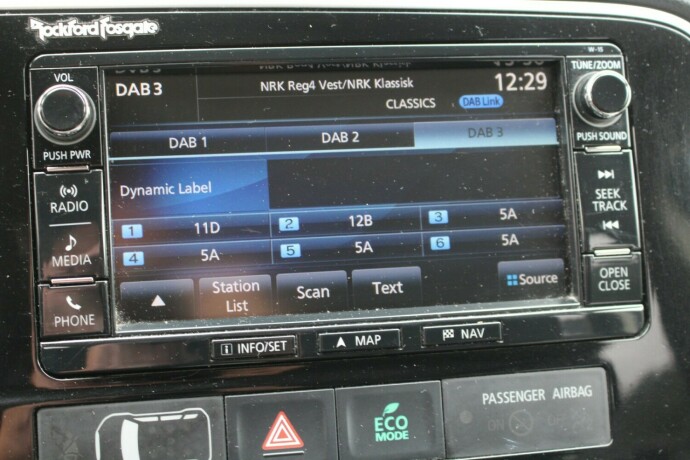 Rockford Fosgate
W-15
VOL
PUSH PWR
RADIO
MEDIA
PHONE
DAB 3
NRK Reg4 Vest/NRK Klassisk
12:29
CLASSICS
DAB Link
DAB 1
DAB 2
DAB 3
Dynamic Label
1 11D
2 12B
3 5A
4 5A
5 5A
6 5A
Station List
Scan
Text
Source
TUNE/ZOOM
PUSH SOUND
SEEK
TRACK
OPEN
CLOSE
i INFO/SET
MAP
NAV
ECO
MODE
PASSENGER AIRBAG
ON